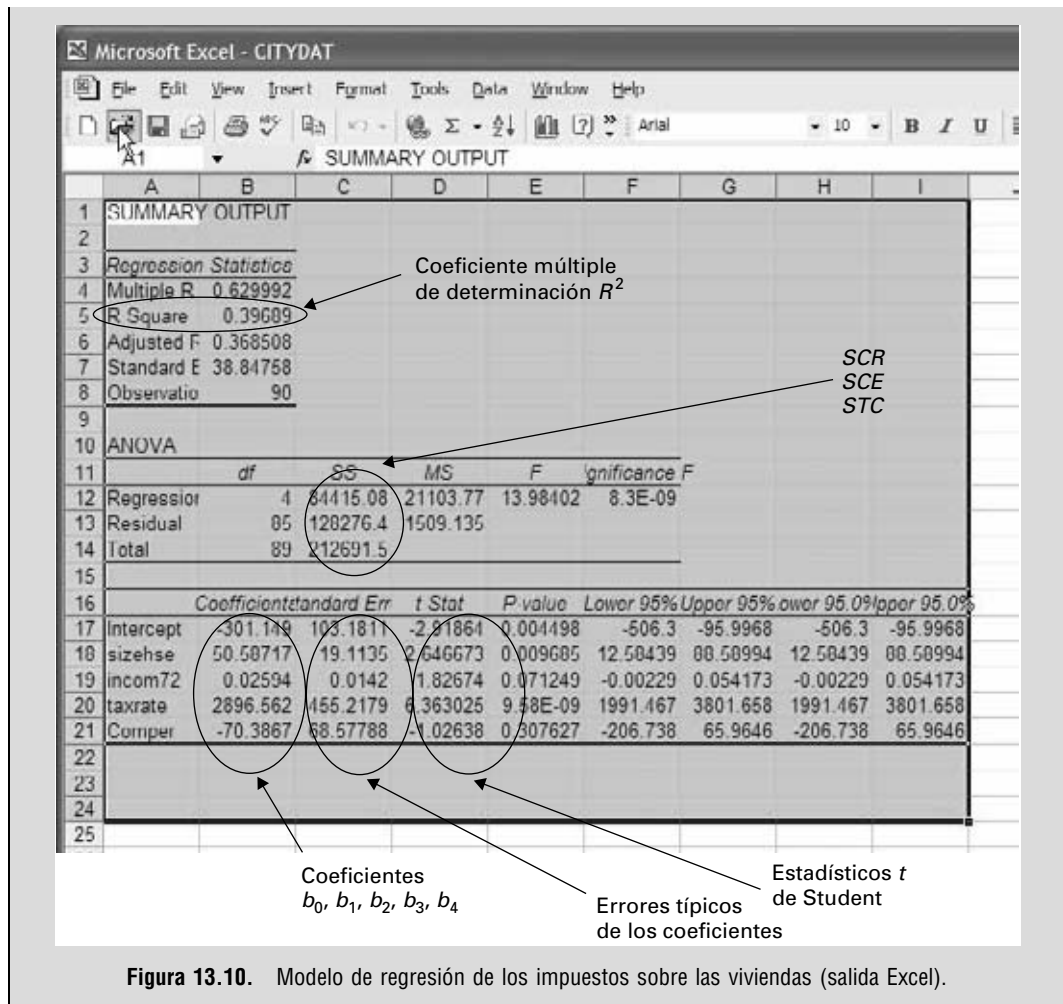 Microsoft Excel - CITYDAT
File Edit View Insert Format Tools Data Window Help
Arial 10 B I U
A1 SUMMARY OUTPUT
A B C D E F G H I
1 SUMMARY OUTPUT
2
3 Regression Statistics
4 Multiple R 0.629992
5 R Square 0.39689
6 Adjusted F 0.368508
7 Standard E 38.84758
8 Observatio 90
9
10 ANOVA
11 df SS MS F ignificance F
12 Regressior 4 84415.08 21103.77 13.98402 8.3E-09
13 Residual 85 128276.4 1509.135
14 Total 89 212691.5
15
16 Coefficients tandard Err t Stat P-value Lower 95% Upper 95% ower 95.0% Ipper 95.0%
17 Intercept -301.149 103.1811 -2.91864 0.004498 -506.3 -95.9968 -506.3 -95.9968
18 sizehse 50.58717 19.1135 2.646673 0.009685 12.58439 88.58994 12.58439 88.58994
19 incom72 0.02594 0.0142 1.82674 0.071249 -0.00229 0.054173 -0.00229 0.054173
20 taxrate 2896.562 455.2179 6.363025 9.58E-09 1991.467 3801.658 1991.467 3801.658
21 Comper -70.3867 68.57788 -1.02638 0.307627 -206.738 65.9646 -206.738 65.9646
22
23
24
25
Coeficiente múltiple
de determinación R²
SCR
SCE
STC
Coeficientes
b₀, b₁, b₂, b₃, b₄
Errores típicos
de los coeficientes
Estadísticos t
de Student
Figura 13.10. Modelo de regresión de los impuestos sobre las viviendas (salida Excel).